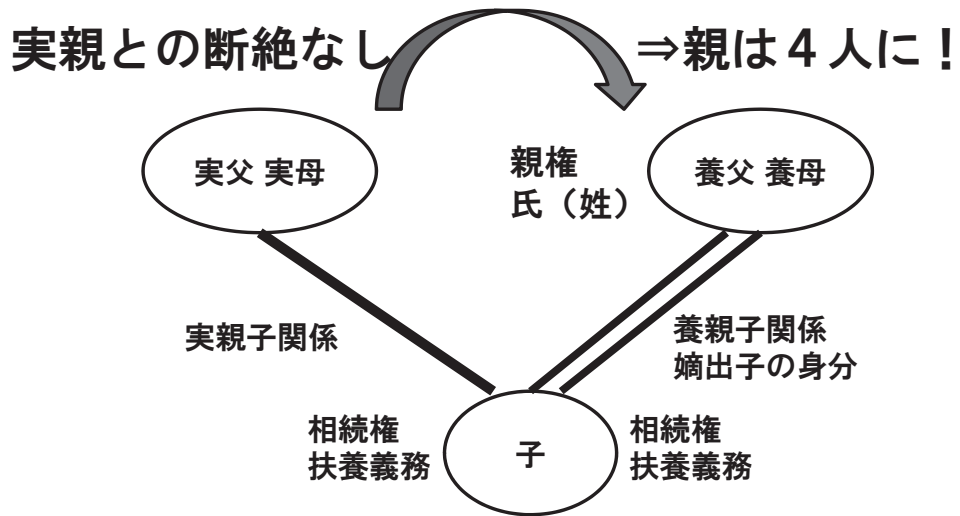 実親との断絶なし
⇒親は４人に！
実父 実母
親権
氏（姓）
養父 養母
実親子関係
養親子関係
嫡出子の身分
相続権
扶養義務
子
相続権
扶養義務